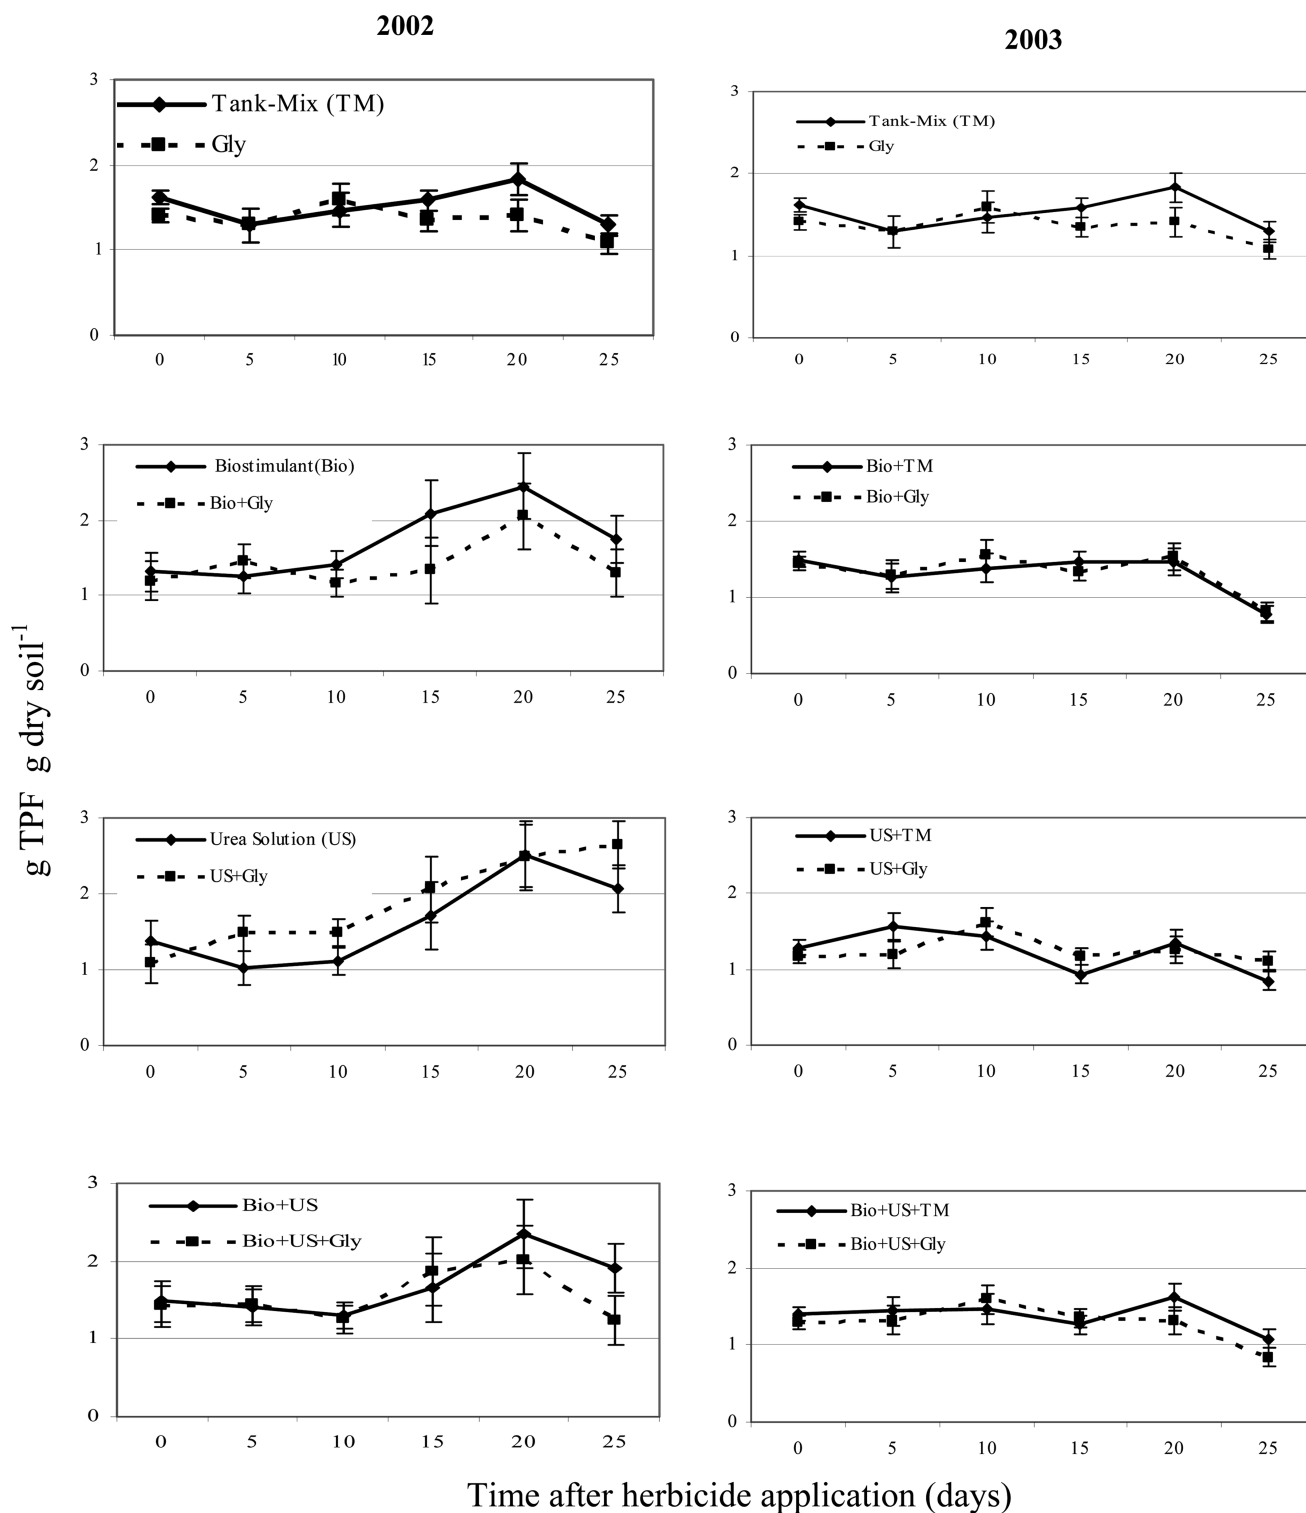 2002
2003
3
Tank-Mix (TM)
Gly
2
1
0
0 5 10 15 20 25
3
Tank-Mix (TM)
Gly
2
1
0
0 5 10 15 20 25
3
Biostimulant(Bio)
Bio+Gly
2
1
0
0 5 10 15 20 25
3
Bio+TM
Bio+Gly
2
1
0
0 5 10 15 20 25
g TPF g dry soil-1
3
Urea Solution (US)
US+Gly
2
1
0
0 5 10 15 20 25
3
US+TM
US+Gly
2
1
0
0 5 10 15 20 25
3
Bio+US
Bio+US+Gly
2
1
0
0 5 10 15 20 25
3
Bio+US+TM
Bio+US+Gly
2
1
0
0 5 10 15 20 25
Time after herbicide application (days)